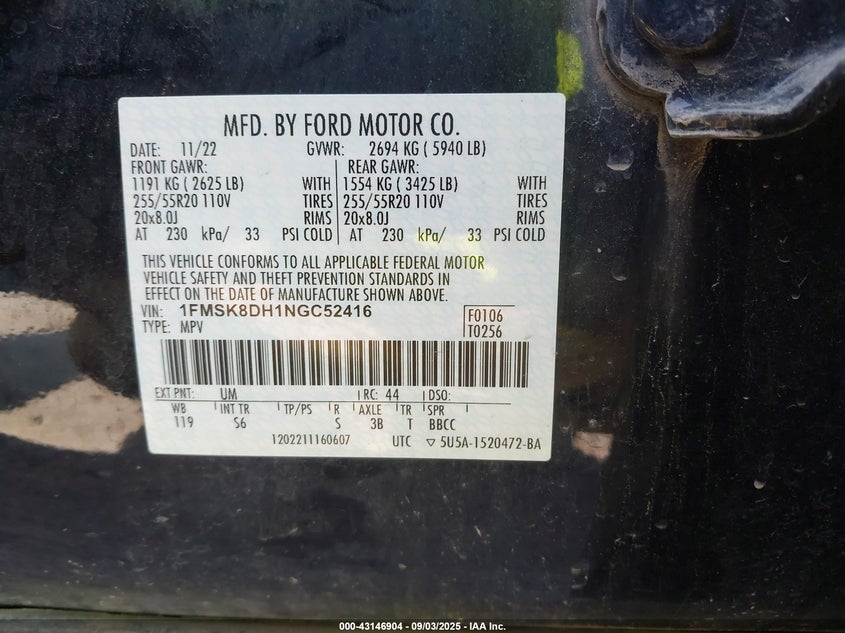 MFD. BY FORD MOTOR CO.
DATE: 11/22 GVWR: 2694 KG ( 5940 LB)
FRONT GAWR: REAR GAWR:
1191 KG ( 2625 LB) WITH 1554 KG ( 3425 LB) WITH
255/55R20 110V TIRES 255/55R20 110V TIRES
20x8.0J RIMS 20x8.0J RIMS
AT 230 kPa/ 33 PSI COLD AT 230 kPa/ 33 PSI COLD
THIS VEHICLE CONFORMS TO ALL APPLICABLE FEDERAL MOTOR
VEHICLE SAFETY AND THEFT PREVENTION STANDARDS IN
EFFECT ON THE DATE OF MANUFACTURE SHOWN ABOVE.
VIN: 1FMSK8DH1NGC52416 F0106
TYPE: MPV T0256
EXT PNT: UM RC: 44 DSO:
WB INT TR TP/PS R AXLE TR SPR
119 S6 S 3B T BBCC
1202211160607 UTC ▽ 5U5A-1520472-BA
000-43146904 - 09/03/2025 - IAA Inc.